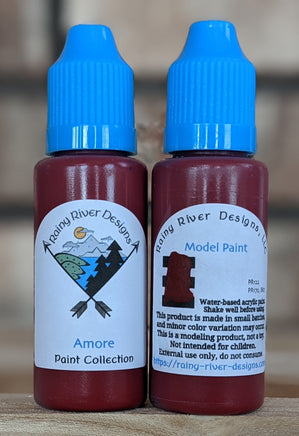 Rainy River Designs
Amore
Paint Collection
Rainy River Designs, LLC
Model Paint
Water-based acrylic paint.
Shake well before using.
This product is made in small batches,
and minor color variation may occur.
This is a modeling product, not a toy.
Not intended for children.
External use only, do not consume.
https://rainy-river-designs.com